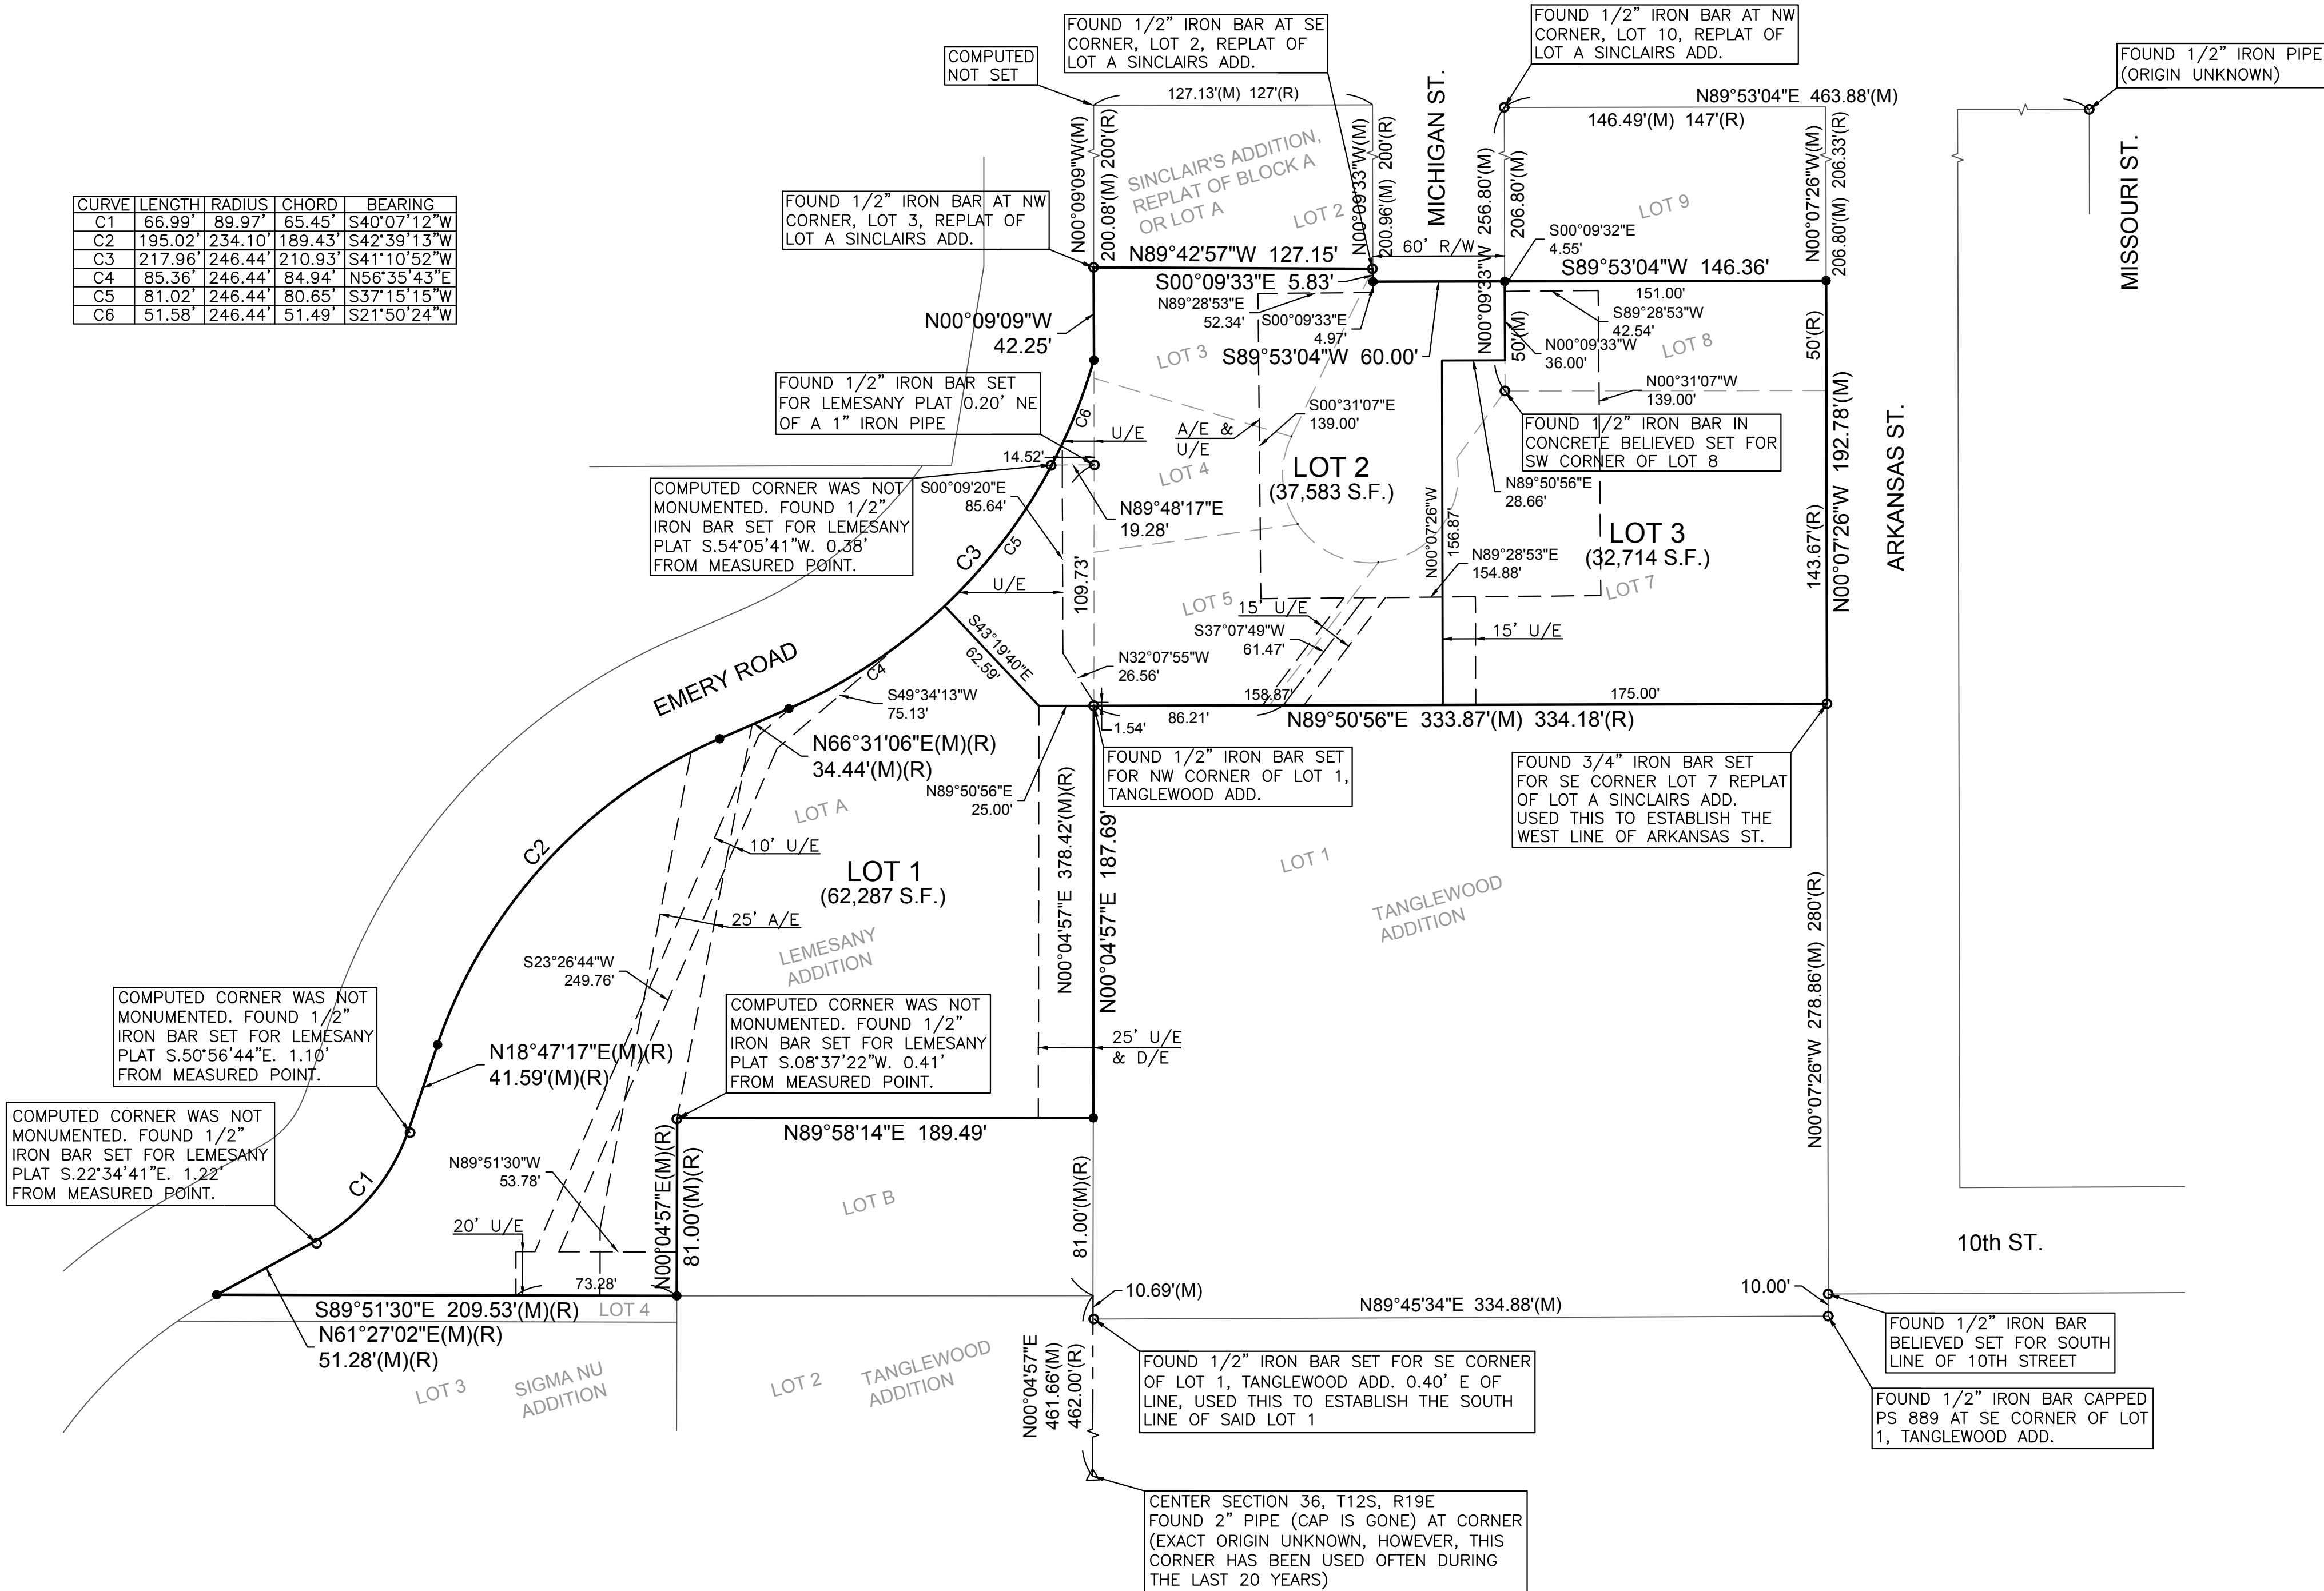 FOUND 1/2" IRON BAR AT SE
CORNER, LOT 2, REPLAT OF
LOT A SINCLAIRS ADD.
FOUND 1/2" IRON BAR AT NW
CORNER, LOT 10, REPLAT OF
LOT A SINCLAIRS ADD.
FOUND 1/2" IRON PIPE
(ORIGIN UNKNOWN)
COMPUTED
NOT SET
127.13'(M) 127'(R)
MICHIGAN ST.
N89°53'04"E 463.88'(M)
146.49'(M) 147'(R)
MISSOURI ST.
N00°09'09"W(M)
200.08'(M) 200'(R)
SINCLAIR'S ADDITION,
REPLAT OF BLOCK A
OR LOT A
LOT 2
N00°09'33"W(M)
200.96'(M) 200'(R)
N00°09'33"W 256.80'(M)
206.80'(M)
LOT 9
N00°07'26"W(M)
206.80'(M) 206.33'(R)
CURVE LENGTH RADIUS CHORD BEARING
C1 66.99' 89.97' 65.45' S40°07'12"W
C2 195.02' 234.10' 189.43' S42°39'13"W
C3 217.96' 246.44' 210.93' S41°10'52"W
C4 85.36' 246.44' 84.94' N56°35'43"E
C5 81.02' 246.44' 80.65' S37°15'15"W
C6 51.58' 246.44' 51.49' S21°50'24"W
FOUND 1/2" IRON BAR AT NW
CORNER, LOT 3, REPLAT OF
LOT A SINCLAIRS ADD.
N89°42'57"W 127.15'
S00°09'33"E 5.83'
60' R/W
S00°09'32"E
4.55'
S89°53'04"W 146.36'
N89°28'53"E
52.34'
S00°09'33"E
4.97'
151.00'
S89°28'53"W
42.54'
N00°09'33"W
36.00'
50'(M)
50'(R)
N00°09'09"W
42.25'
LOT 3
S89°53'04"W 60.00'
LOT 8
N00°31'07"W
139.00'
FOUND 1/2" IRON BAR SET
FOR LEMESANY PLAT 0.20' NE
OF A 1" IRON PIPE
C6
U/E
A/E &
U/E
S00°31'07"E
139.00'
FOUND 1/2" IRON BAR IN
CONCRETE BELIEVED SET FOR
SW CORNER OF LOT 8
N00°07'26"W 192.78'(M)
ARKANSAS ST.
14.52'
LOT 4
LOT 2
(37,583 S.F.)
N89°50'56"E
28.66'
COMPUTED CORNER WAS NOT
MONUMENTED. FOUND 1/2"
IRON BAR SET FOR LEMESANY
PLAT S.54°05'41"W. 0.38'
FROM MEASURED POINT.
S00°09'20"E
85.64'
N89°48'17"E
19.28'
C3
C5
N00°07'26"W
156.87'
LOT 3
(32,714 S.F.)
143.67'(R)
N89°28'53"E
154.88'
LOT 7
U/E
109.73'
LOT 5
15' U/E
S37°07'49"W
61.47'
15' U/E
S43°19'40"E
62.59'
N32°07'55"W
26.56'
EMERY ROAD
C4
S49°34'13"W
75.13'
158.87'
175.00'
86.21'
N89°50'56"E 333.87'(M) 334.18'(R)
1.54'
N66°31'06"E(M)(R)
34.44'(M)(R)
N89°50'56"E
25.00'
FOUND 1/2" IRON BAR SET
FOR NW CORNER OF LOT 1,
TANGLEWOOD ADD.
FOUND 3/4" IRON BAR SET
FOR SE CORNER LOT 7 REPLAT
OF LOT A SINCLAIRS ADD.
USED THIS TO ESTABLISH THE
WEST LINE OF ARKANSAS ST.
LOT A
10' U/E
C2
LOT 1
(62,287 S.F.)
25' A/E
N00°04'57"E 378.42'(M)(R)
N00°04'57"E 187.69'
LOT 1
TANGLEWOOD
ADDITION
LEMESANY
ADDITION
S23°26'44"W
249.76'
N00°07'26"W 278.86'(M) 280'(R)
COMPUTED CORNER WAS NOT
MONUMENTED. FOUND 1/2"
IRON BAR SET FOR LEMESANY
PLAT S.50°56'44"E. 1.10'
FROM MEASURED POINT.
COMPUTED CORNER WAS NOT
MONUMENTED. FOUND 1/2"
IRON BAR SET FOR LEMESANY
PLAT S.08°37'22"W. 0.41'
FROM MEASURED POINT.
25' U/E
& D/E
N18°47'17"E(M)(R)
41.59'(M)(R)
COMPUTED CORNER WAS NOT
MONUMENTED. FOUND 1/2"
IRON BAR SET FOR LEMESANY
PLAT S.22°34'41"E. 1.22'
FROM MEASURED POINT.
N89°58'14"E 189.49'
C1
N89°51'30"W
53.78'
N00°04'57"E(M)(R)
81.00'(M)(R)
LOT B
81.00'(M)(R)
20' U/E
10th ST.
73.28'
10.69'(M)
10.00'
S89°51'30"E 209.53'(M)(R)
LOT 4
N89°45'34"E 334.88'(M)
N61°27'02"E(M)(R)
51.28'(M)(R)
LOT 3
SIGMA NU
ADDITION
LOT 2
TANGLEWOOD
ADDITION
N00°04'57"E
461.66'(M)
462.00'(R)
FOUND 1/2" IRON BAR SET FOR SE CORNER
OF LOT 1, TANGLEWOOD ADD. 0.40' E OF
LINE, USED THIS TO ESTABLISH THE SOUTH
LINE OF SAID LOT 1
FOUND 1/2" IRON BAR
BELIEVED SET FOR SOUTH
LINE OF 10TH STREET
FOUND 1/2" IRON BAR CAPPED
PS 889 AT SE CORNER OF LOT
1, TANGLEWOOD ADD.
CENTER SECTION 36, T12S, R19E
FOUND 2" PIPE (CAP IS GONE) AT CORNER
(EXACT ORIGIN UNKNOWN, HOWEVER, THIS
CORNER HAS BEEN USED OFTEN DURING
THE LAST 20 YEARS)